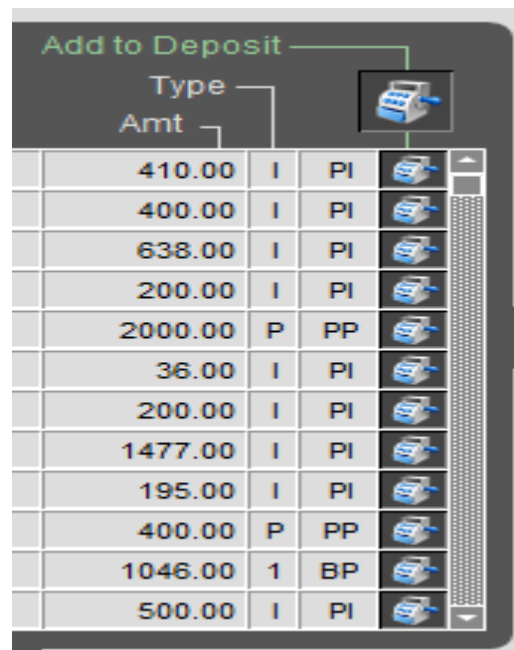 Add to Deposit
Type
Amt
410.00 I PI
400.00 I PI
638.00 I PI
200.00 I PI
2000.00 P PP
36.00 I PI
200.00 I PI
1477.00 I PI
195.00 I PI
400.00 P PP
1046.00 1 BP
500.00 I PI